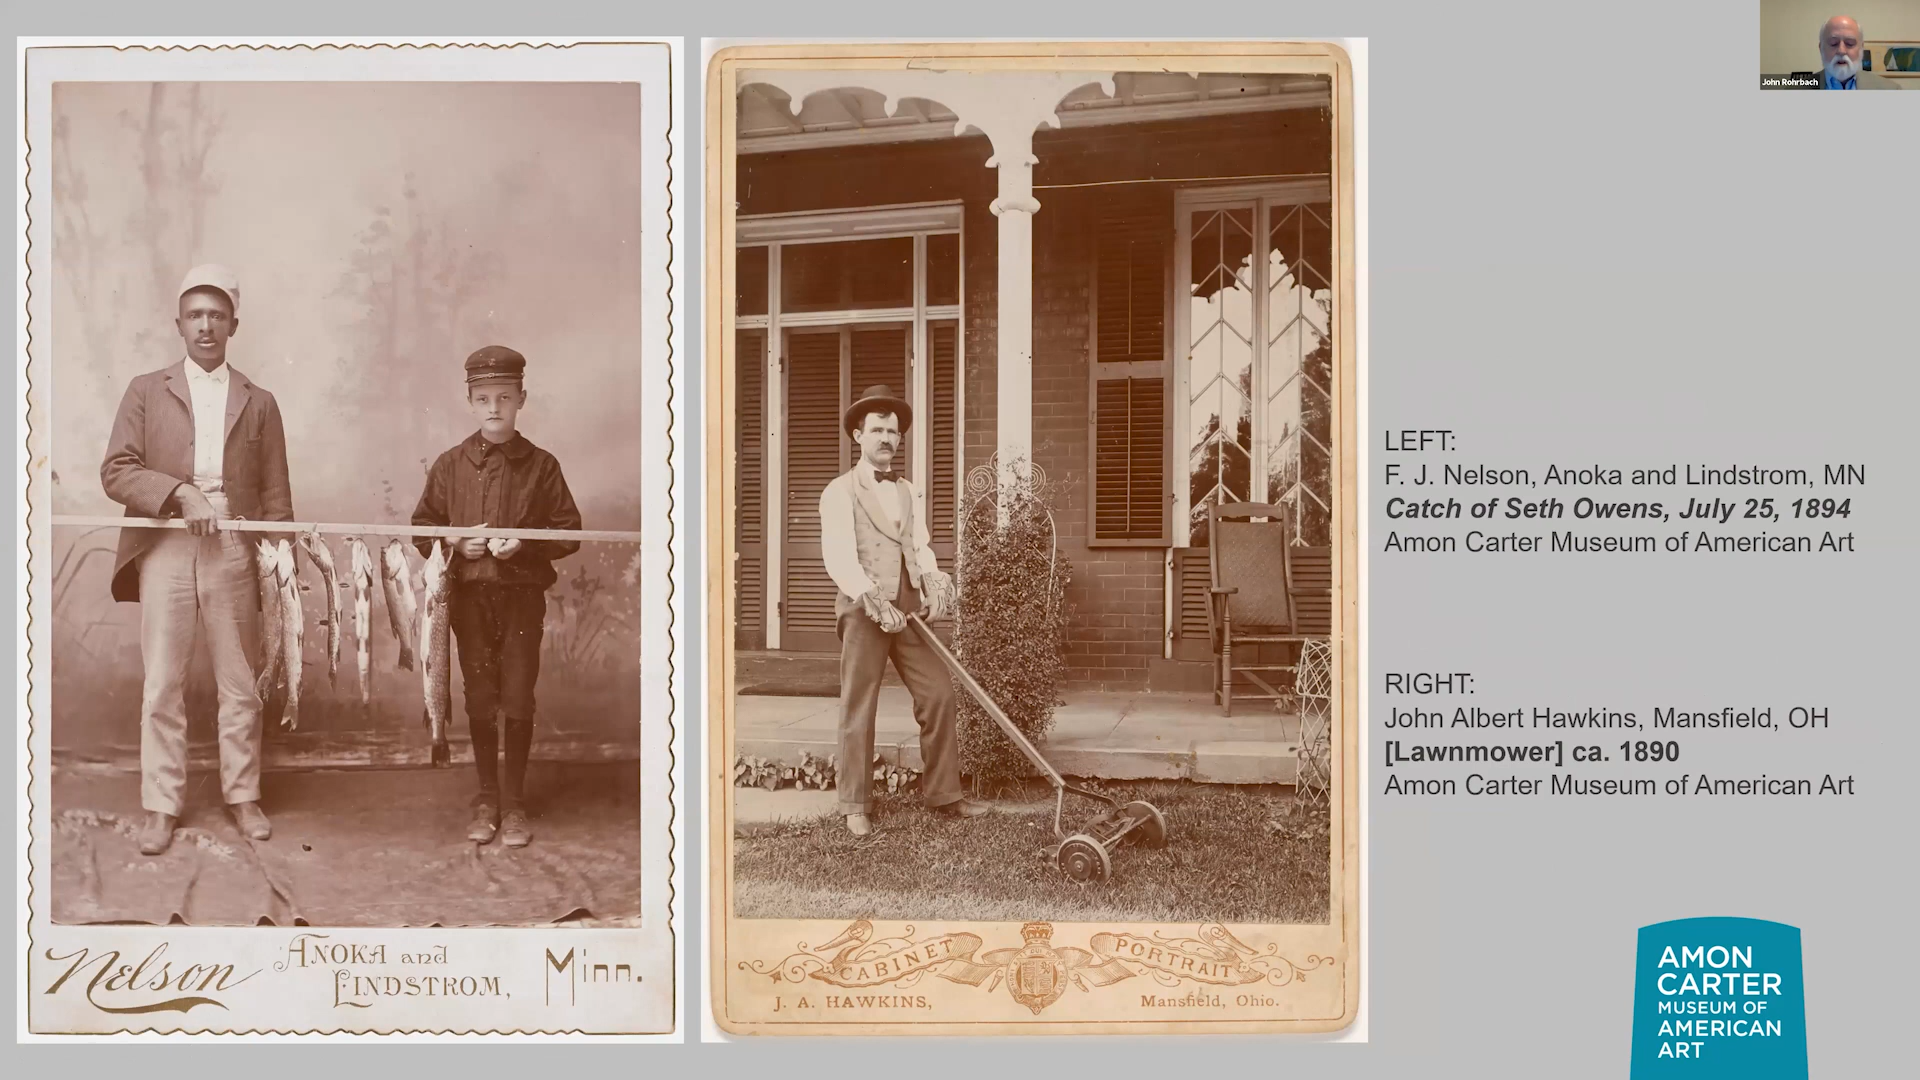 John Rohrbach
Nelson
ANOKA and
LINDSTROM,
Minn.
CABINET PORTRAIT
J. A. HAWKINS,
Mansfield, Ohio.
LEFT:
F. J. Nelson, Anoka and Lindstrom, MN
Catch of Seth Owens, July 25, 1894
Amon Carter Museum of American Art
RIGHT:
John Albert Hawkins, Mansfield, OH
[Lawnmower] ca. 1890
Amon Carter Museum of American Art
AMON
CARTER
MUSEUM OF
AMERICAN
ART